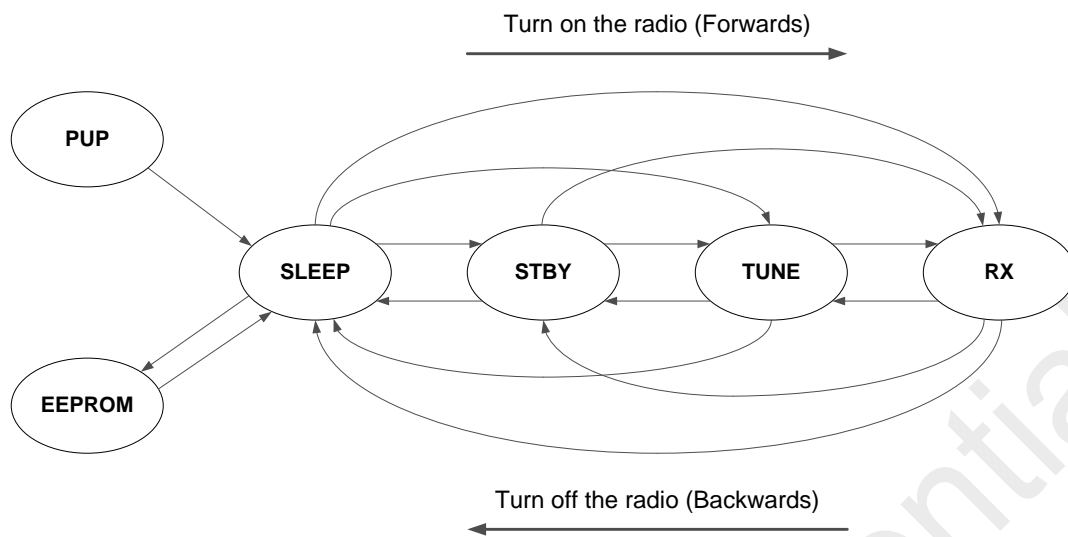 Turn on the radio (Forwards)
PUP
SLEEP
STBY
TUNE
RX
EEPROM
Turn off the radio (Backwards)